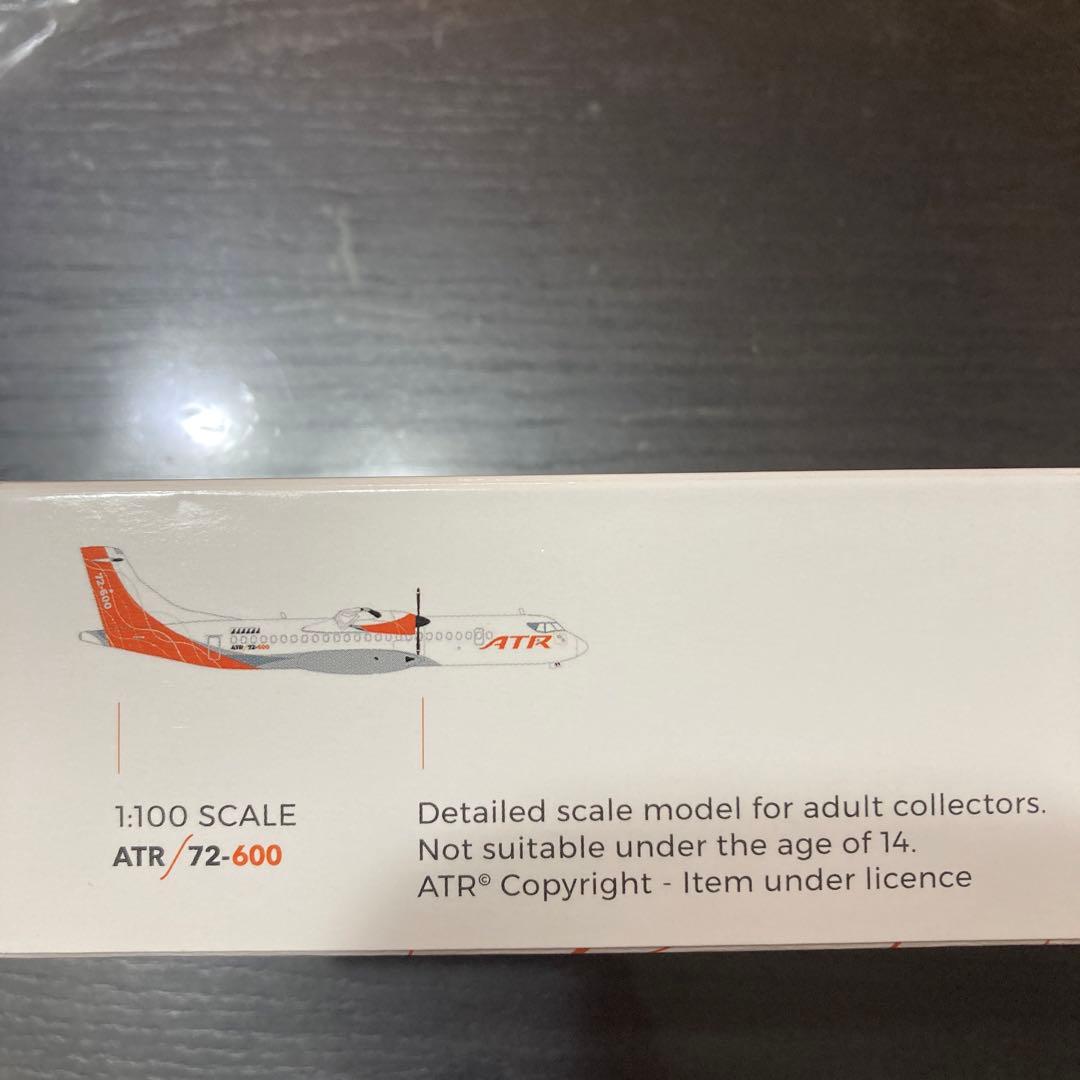 72-600
ATR/72-600
ATR
1:100 SCALE
ATR/72-600
Detailed scale model for adult collectors.
Not suitable under the age of 14.
ATR© Copyright - Item under licence